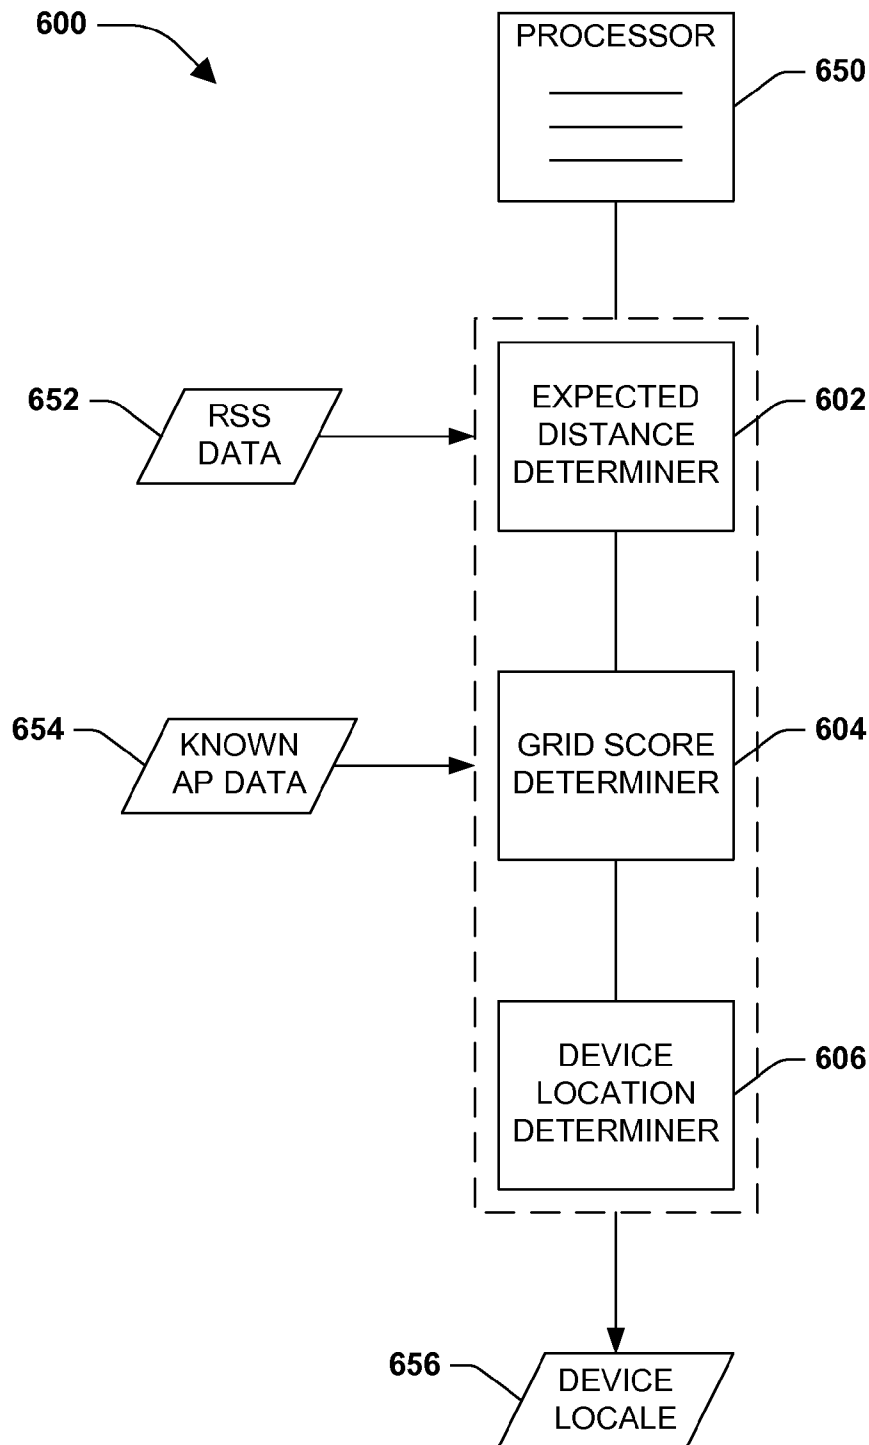 600
PROCESSOR
650
652
RSS
DATA
EXPECTED
DISTANCE
DETERMINER
602
654
KNOWN
AP DATA
GRID SCORE
DETERMINER
604
DEVICE
LOCATION
DETERMINER
606
656
DEVICE
LOCALE